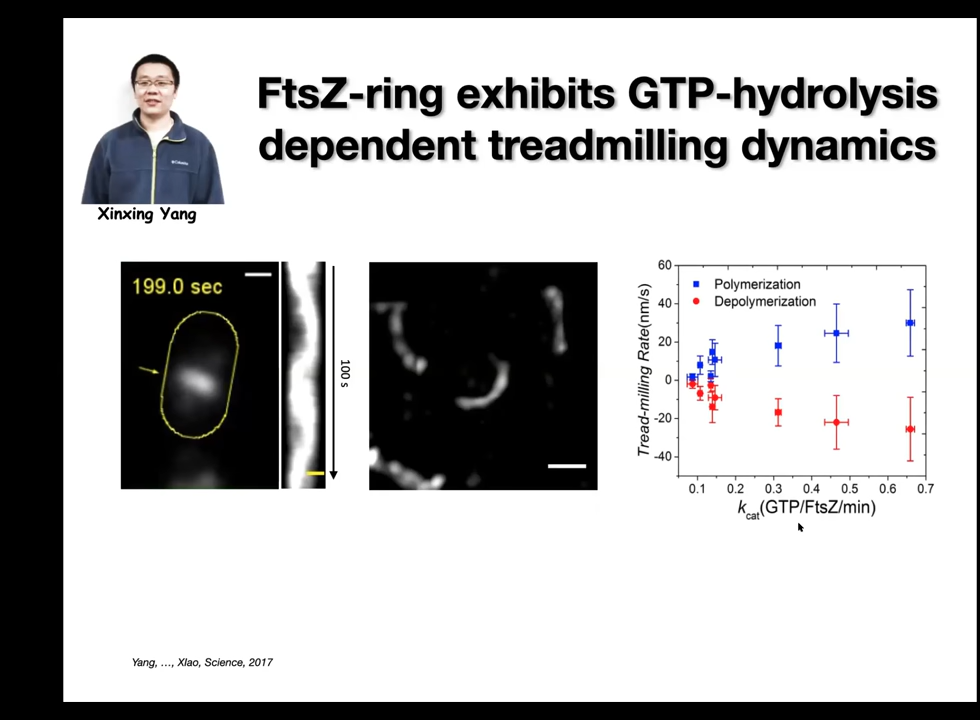 FtsZ-ring exhibits GTP-hydrolysis
dependent treadmilling dynamics
Columbia
Xinxing Yang
199.0 sec
100 s
Tread-milling Rate(nm/s)
60
40
20
0
-20
-40
Polymerization
Depolymerization
0.1 0.2 0.3 0.4 0.5 0.6 0.7
kcat(GTP/FtsZ/min)
Yang, ..., XIao, Science, 2017